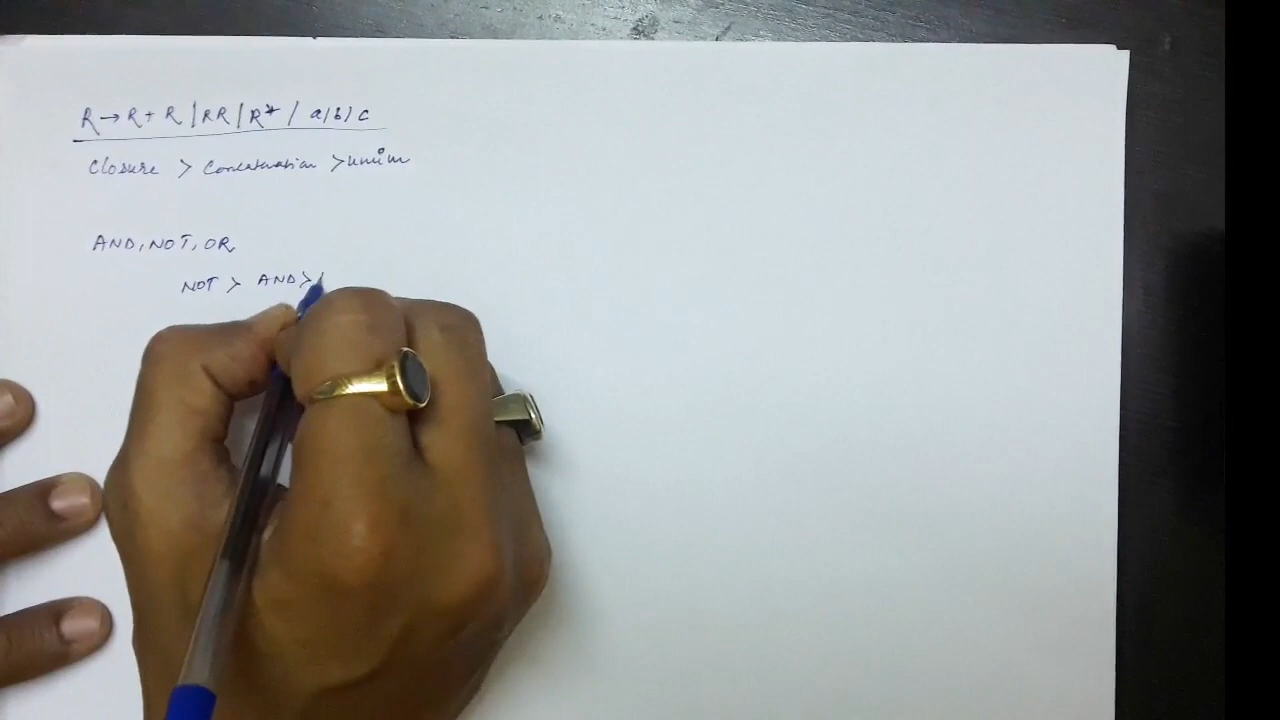 R → R + R | RR | R* / a/b/c
Closure > Concatenation > Union
AND, NOT, OR
NOT > AND >